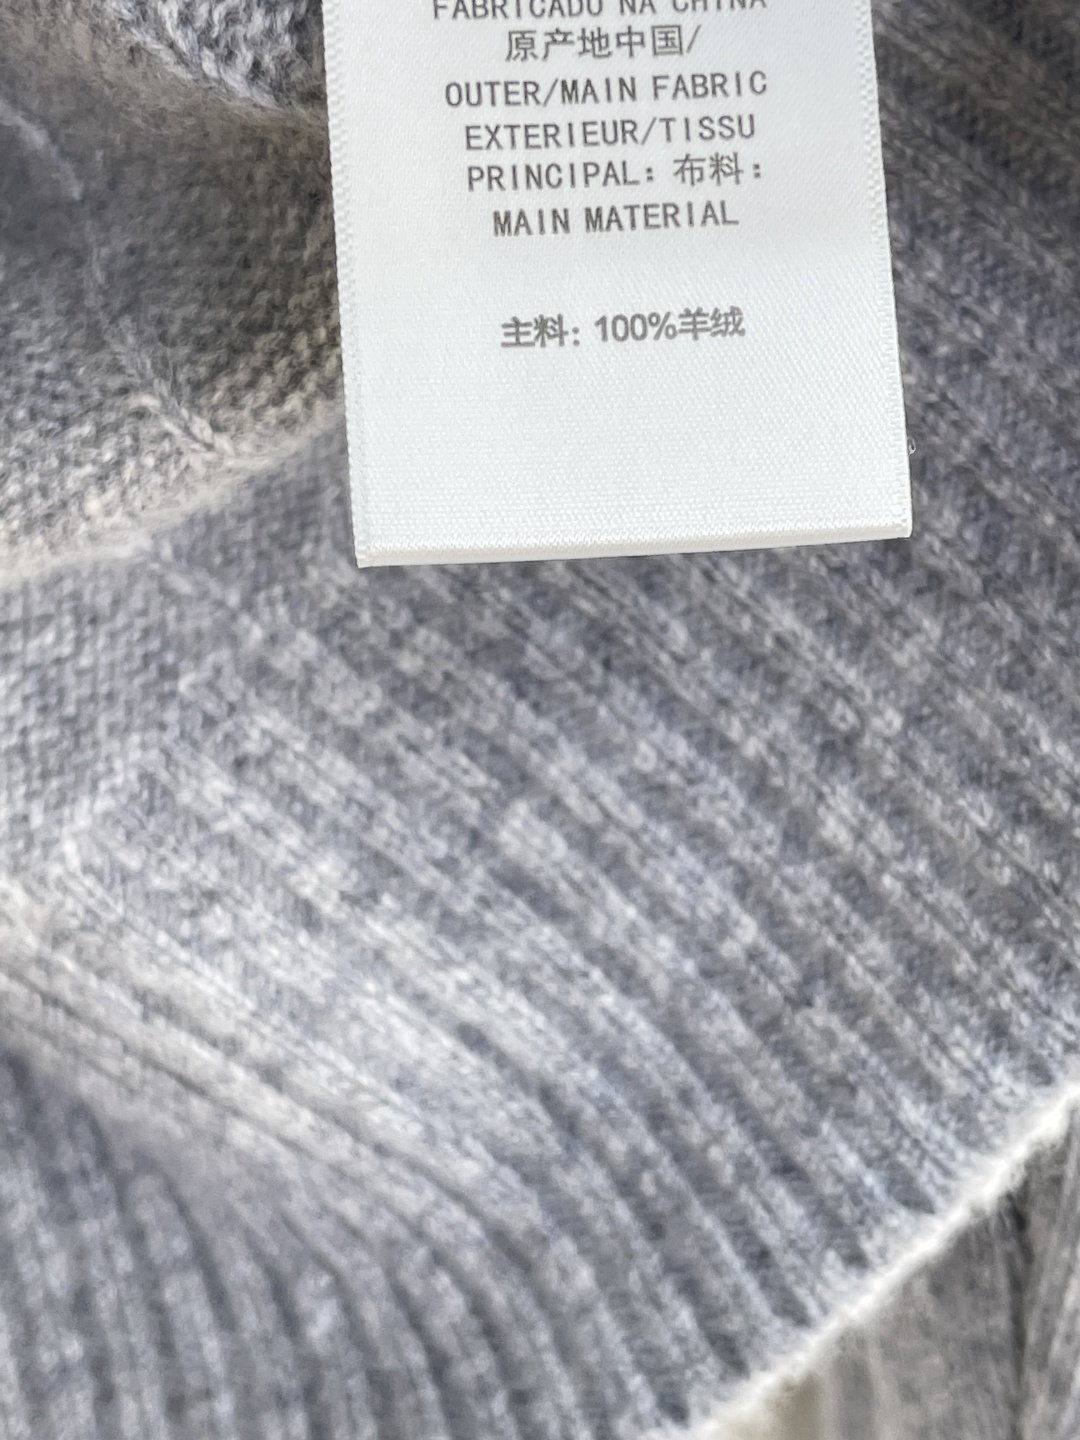 FABRICADO NA CHINA
原产地中国/
OUTER/MAIN FABRIC
EXTERIEUR/TISSU
PRINCIPAL: 布料:
MAIN MATERIAL
主料: 100%羊绒